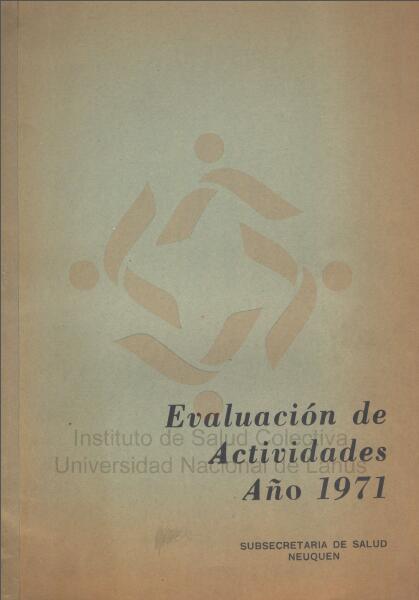 Evaluación de
Instituto de Salud Colectiva
Actividades
Universidad Nacional de Lanús
Año 1971
SUBSECRETARIA DE SALUD
NEUQUEN